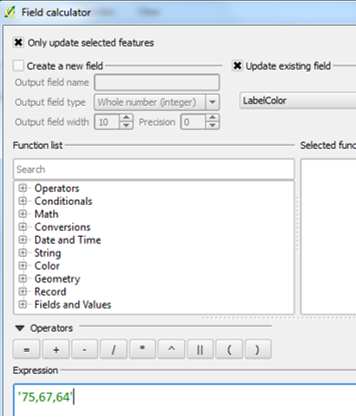 Field calculator
Only update selected features
Create a new field
Update existing field
Output field name
Output field type Whole number (integer)
LabelColor
Output field width 10 Precision 0
Function list
Selected func
Search
Operators
Conditionals
Math
Conversions
Date and Time
String
Color
Geometry
Record
Fields and Values
Operators
= + - / * ^ || ( )
Expression
'75,67,64'